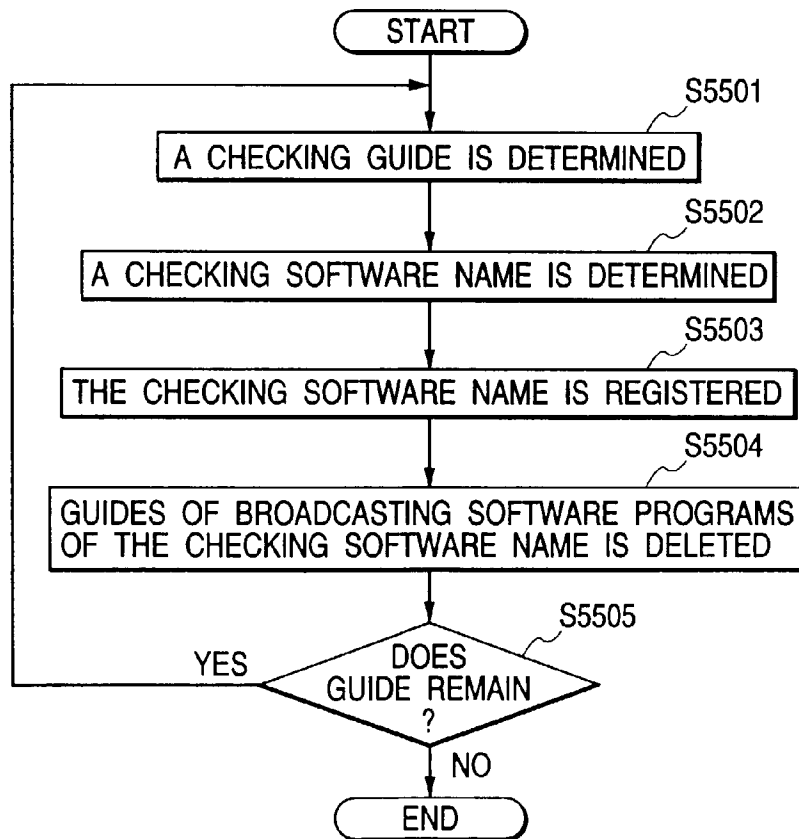 START
S5501
A CHECKING GUIDE IS DETERMINED
S5502
A CHECKING SOFTWARE NAME IS DETERMINED
S5503
THE CHECKING SOFTWARE NAME IS REGISTERED
S5504
GUIDES OF BROADCASTING SOFTWARE PROGRAMS
OF THE CHECKING SOFTWARE NAME IS DELETED
S5505
YES
DOES
GUIDE REMAIN
?
NO
END